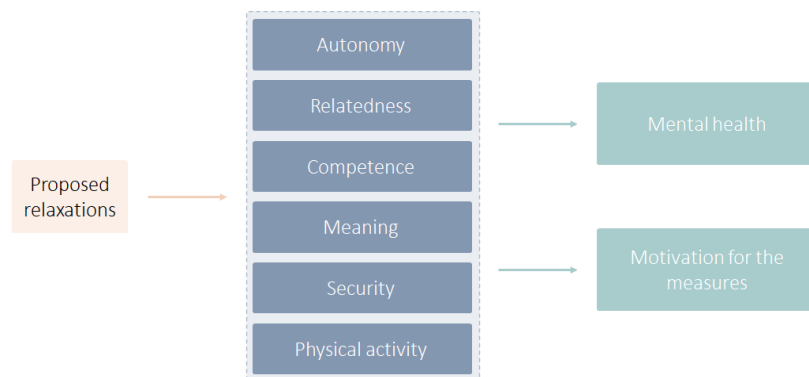 Proposed
relaxations
Autonomy
Relatedness
Competence
Meaning
Security
Physical activity
Mental health
Motivation for the
measures